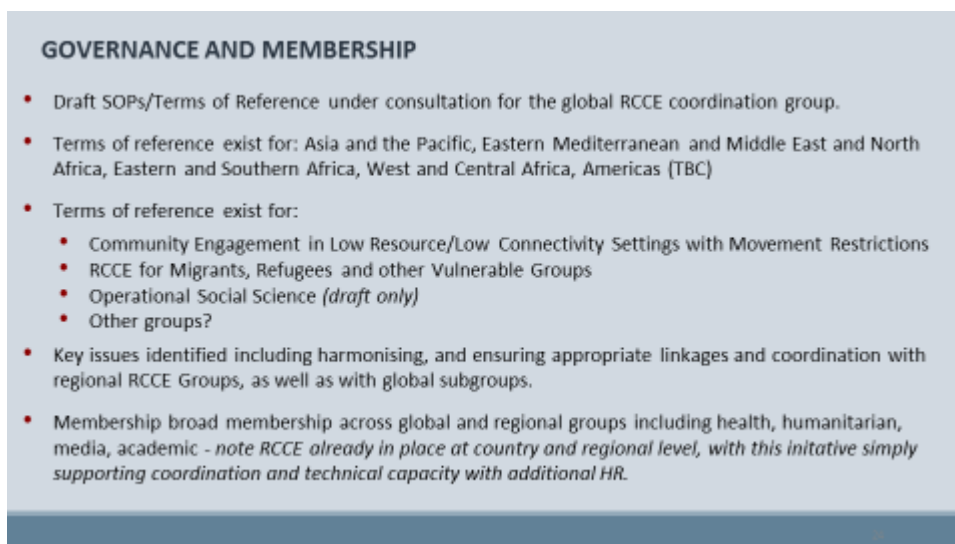 GOVERNANCE AND MEMBERSHIP
• Draft SOPs/Terms of Reference under consultation for the global RCCE coordination group.
• Terms of reference exist for: Asia and the Pacific, Eastern Mediterranean and Middle East and North
Africa, Eastern and Southern Africa, West and Central Africa, Americas (TBC)
• Terms of reference exist for:
• Community Engagement in Low Resource/Low Connectivity Settings with Movement Restrictions
• RCCE for Migrants, Refugees and other Vulnerable Groups
• Operational Social Science (draft only)
• Other groups?
• Key issues identified including harmonising, and ensuring appropriate linkages and coordination with
regional RCCE Groups, as well as with global subgroups.
• Membership broad membership across global and regional groups including health, humanitarian,
media, academic - note RCCE already in place at country and regional level, with this initative simply
supporting coordination and technical capacity with additional HR.